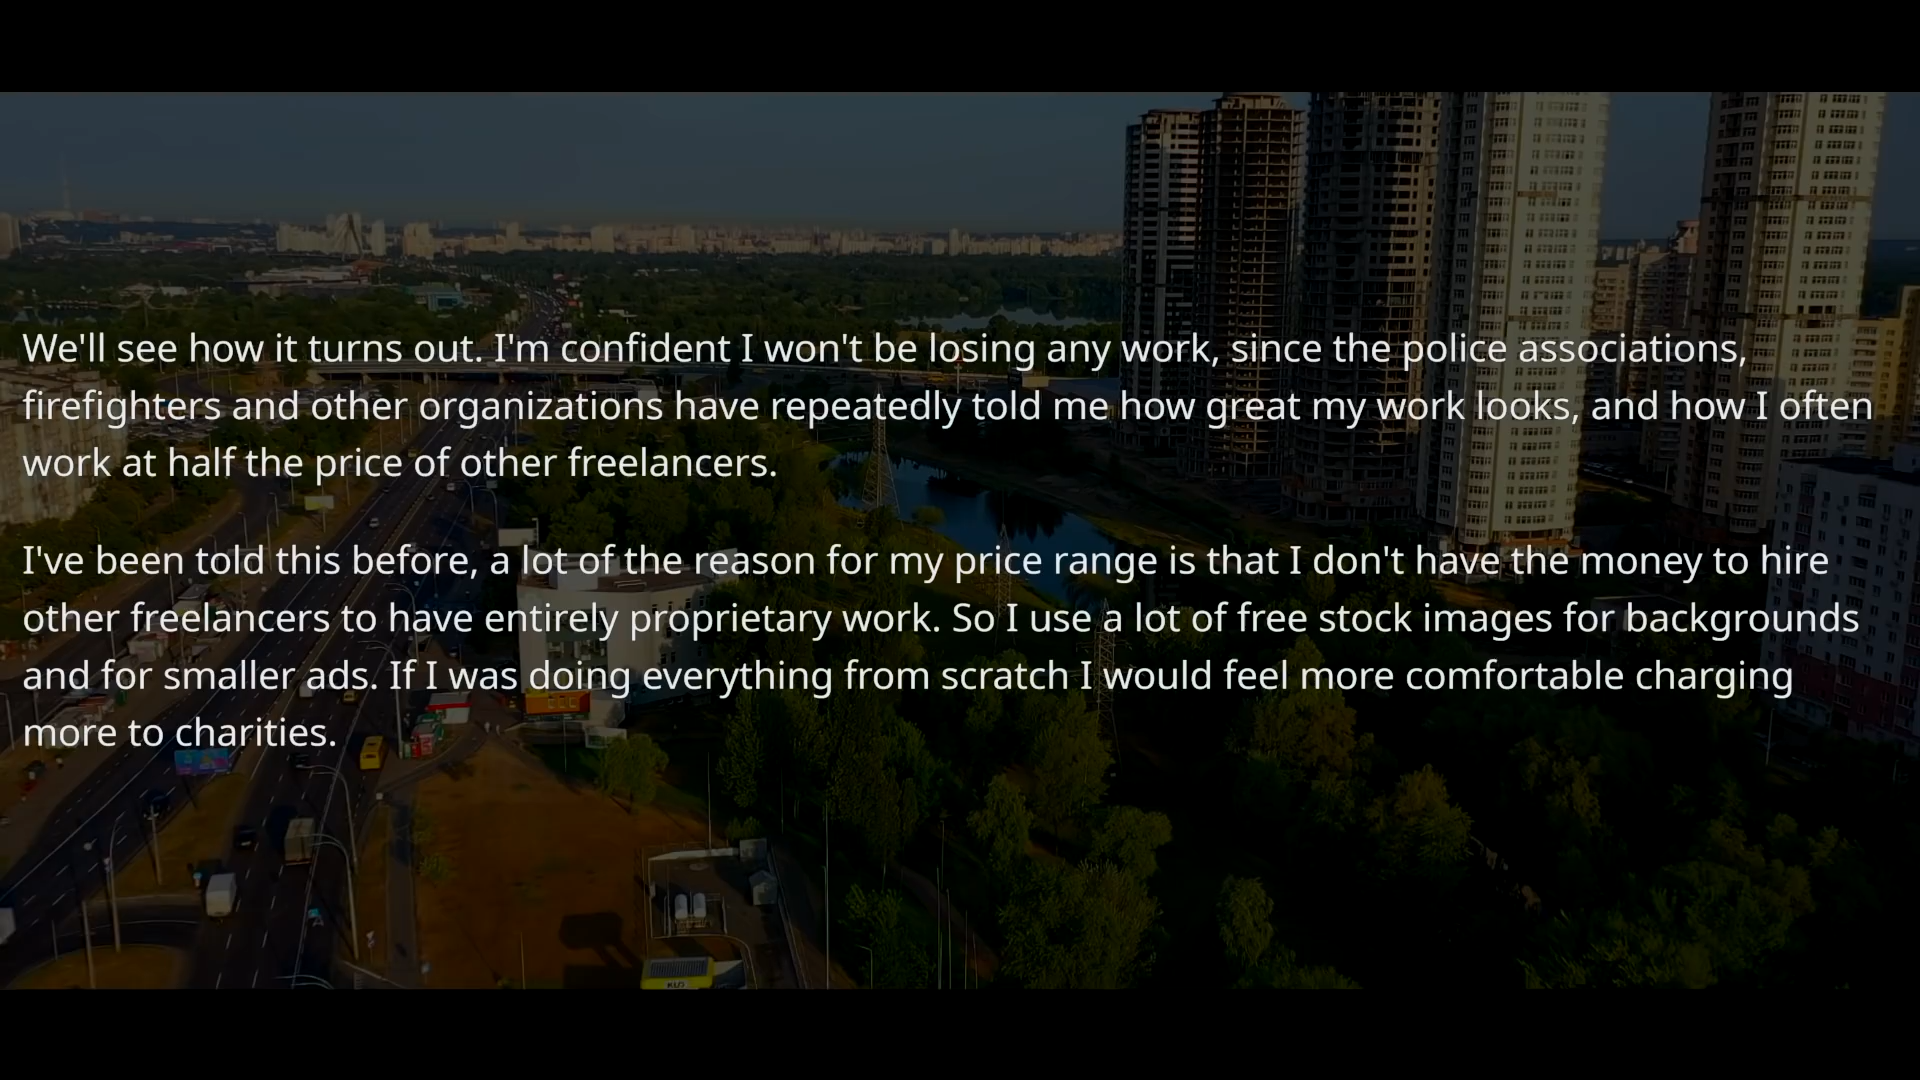 We'll see how it turns out. I'm confident I won't be losing any work, since the police associations,
firefighters and other organizations have repeatedly told me how great my work looks, and how I often
work at half the price of other freelancers.
I've been told this before, a lot of the reason for my price range is that I don't have the money to hire
other freelancers to have entirely proprietary work. So I use a lot of free stock images for backgrounds
and for smaller ads. If I was doing everything from scratch I would feel more comfortable charging
more to charities.